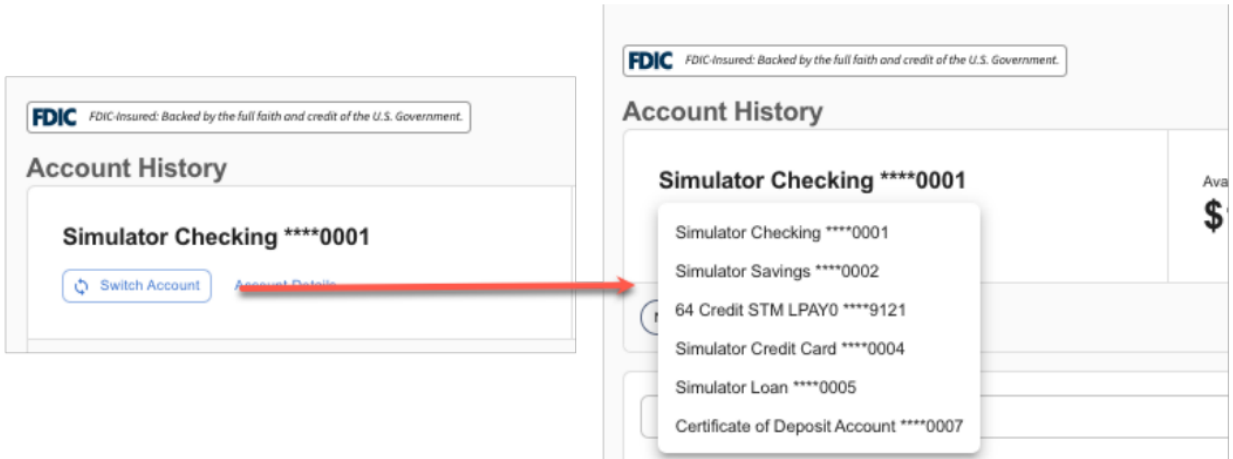 FDIC FDIC-Insured: Backed by the full faith and credit of the U.S. Government.
Account History
Simulator Checking ****0001
Switch Account Account Details
FDIC FDIC-Insured: Backed by the full faith and credit of the U.S. Government.
Account History
Simulator Checking ****0001
Simulator Checking ****0001
Simulator Savings ****0002
64 Credit STM LPAY0 ****9121
Simulator Credit Card ****0004
Simulator Loan ****0005
Certificate of Deposit Account ****0007
Ava
$